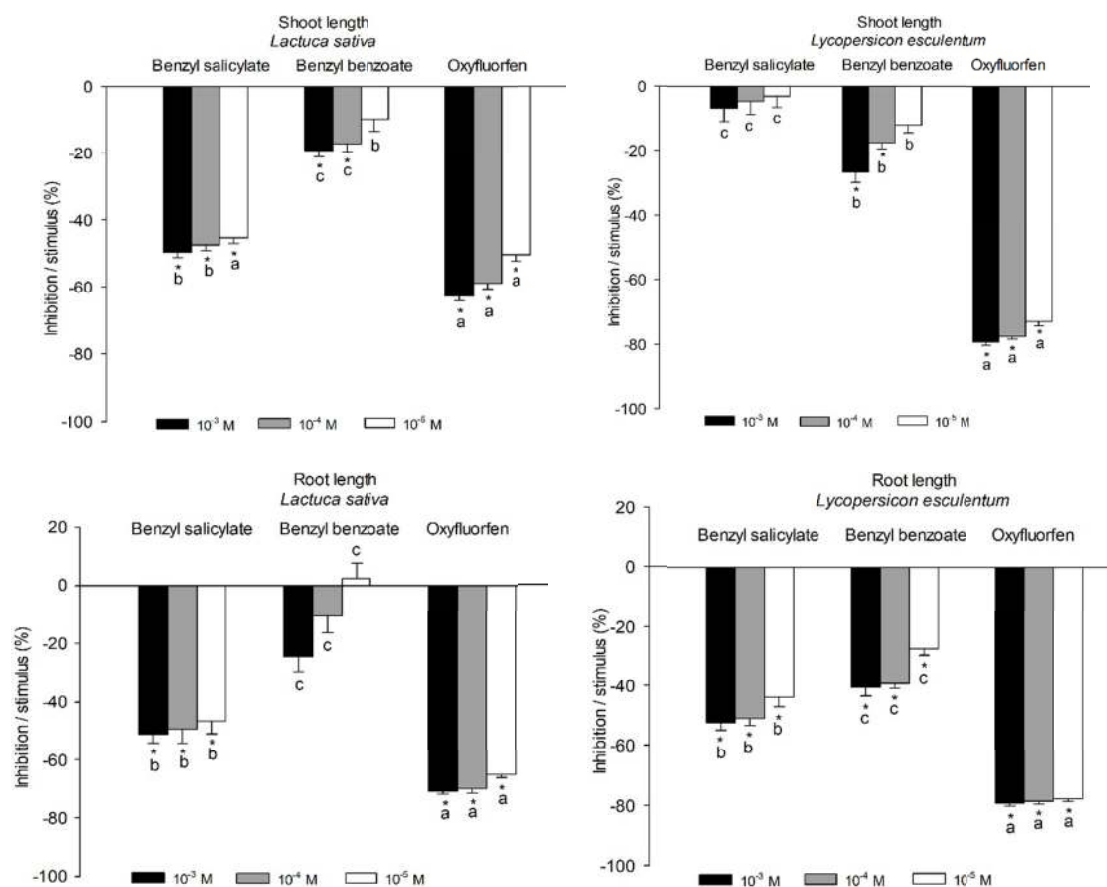 Shoot length
Lactuca sativa
Benzyl salicylate Benzyl benzoate Oxyfluorfen
0
-20
-40
-60
-80
-100
Inhibition / stimulus (%)
* * *
b b a
* *
c c b
* * *
a a a
10⁻³ M 10⁻⁴ M 10⁻⁵ M
Shoot length
Lycopersicon esculentum
Benzyl salicylate Benzyl benzoate Oxyfluorfen
0
-20
-40
-60
-80
-100
Inhibition / stimulus (%)
c c c
* *
b b b
* * *
a a a
10⁻³ M 10⁻⁴ M 10⁻⁵ M
Root length
Lactuca sativa
Benzyl salicylate Benzyl benzoate Oxyfluorfen
20
0
-20
-40
-60
-80
-100
Inhibition / stimulus (%)
* * *
b b b
c c c
* * *
a a a
10⁻³ M 10⁻⁴ M 10⁻⁵ M
Root length
Lycopersicon esculentum
Benzyl salicylate Benzyl benzoate Oxyfluorfen
20
0
-20
-40
-60
-80
-100
Inhibition / stimulus (%)
* * *
b b b
* * *
c c c
* * *
a a a
10⁻³ M 10⁻⁴ M 10⁻⁵ M